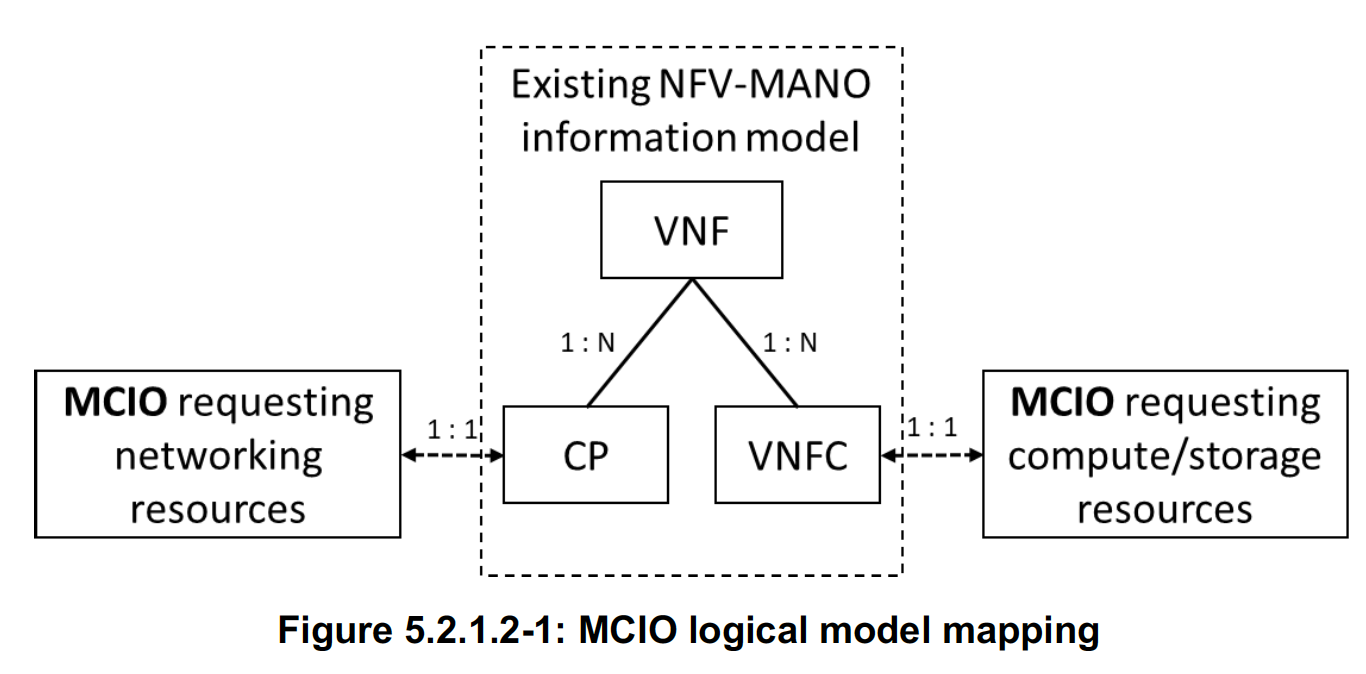 Existing NFV-MANO
information model
VNF
1 : N
1 : N
MCIO requesting
networking
resources
1 : 1
CP
VNFC
1 : 1
MCIO requesting
compute/storage
resources
Figure 5.2.1.2-1: MCIO logical model mapping